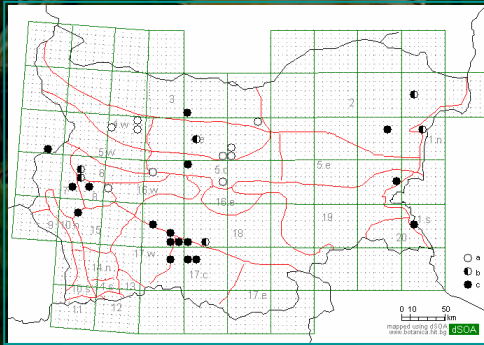 3
2
4.w
4.e
1.n
5.w
5.c
5.e
6
7
8
16.w
16.e
9
10.n
15
19
1.s
18
20
17.w
14.n
17.c
10.s
14.s
13
17.e
11
12
a
b
c
0 10
50
km
mapped using dSOA
www.botanica.hit.bg
dSOA